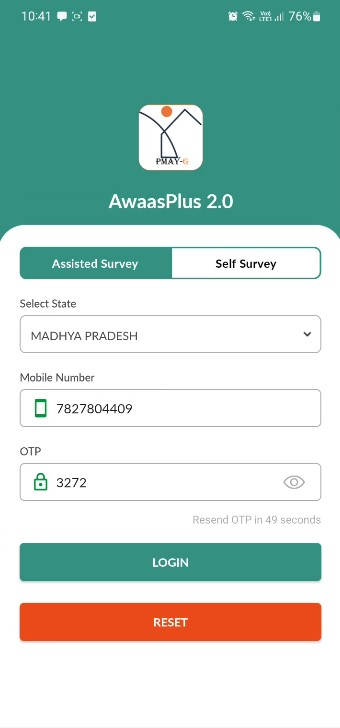 10:41 76%
PMAY-G
AwaasPlus 2.0
Assisted Survey Self Survey
Select State
MADHYA PRADESH
Mobile Number
7827804409
OTP
3272
Resend OTP in 49 seconds
LOGIN
RESET